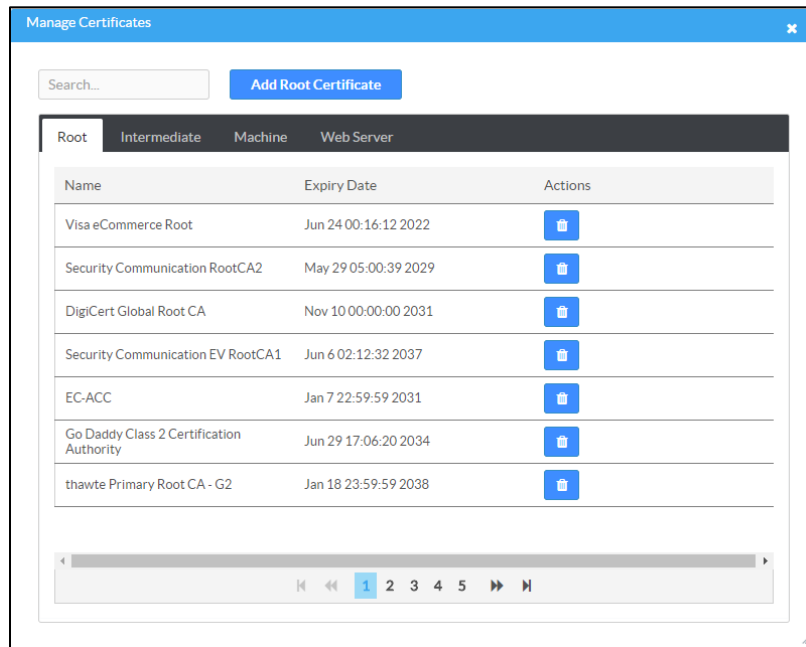 Manage Certificates
Search...
Add Root Certificate
Root Intermediate Machine Web Server
Name Expiry Date Actions
Visa eCommerce Root Jun 24 00:16:12 2022
Security Communication RootCA2 May 29 05:00:39 2029
DigiCert Global Root CA Nov 10 00:00:00 2031
Security Communication EV RootCA1 Jun 6 02:12:32 2037
EC-ACC Jan 7 22:59:59 2031
Go Daddy Class 2 Certification
Authority Jun 29 17:06:20 2034
thawte Primary Root CA - G2 Jan 18 23:59:59 2038
1 2 3 4 5